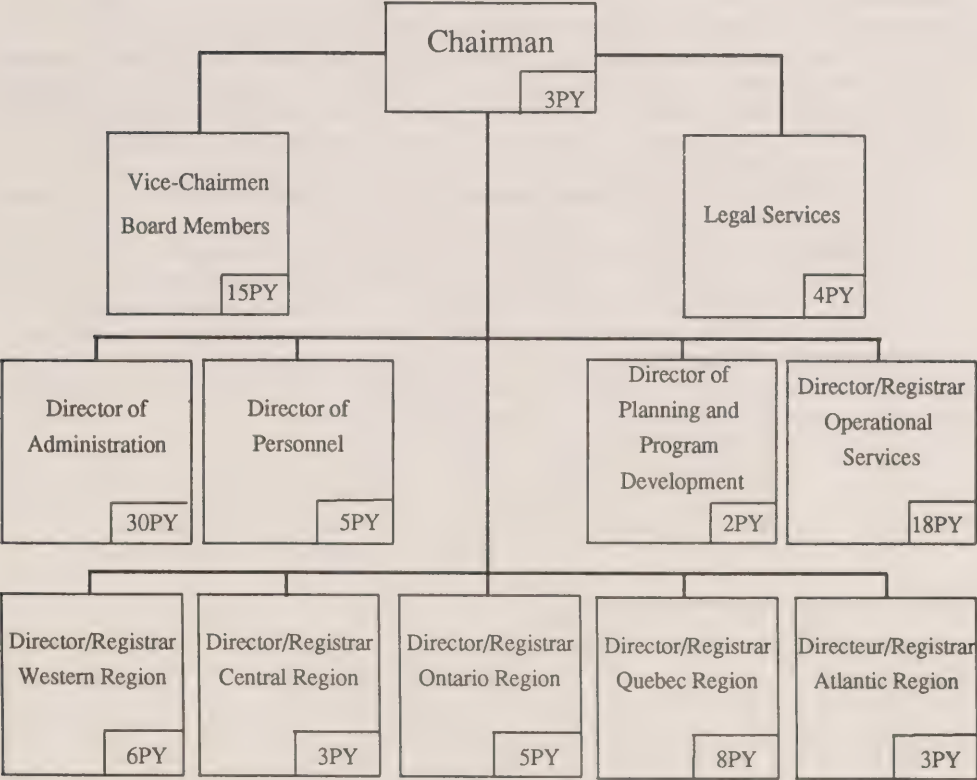 Chairman
3PY
Vice-Chairmen
Board Members
15PY
Legal Services
4PY
Director of
Administration
30PY
Director of
Personnel
5PY
Director of
Planning and
Program
Development
2PY
Director/Registrar
Operational
Services
18PY
Director/Registrar
Western Region
6PY
Director/Registrar
Central Region
3PY
Director/Registrar
Ontario Region
5PY
Director/Registrar
Quebec Region
8PY
Directeur/Registrar
Atlantic Region
3PY